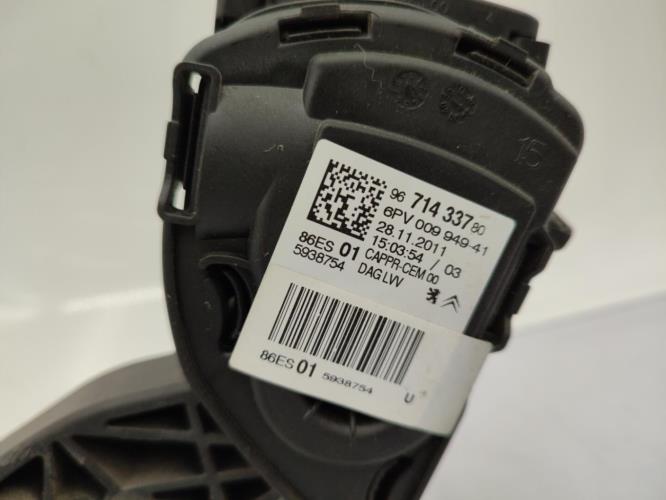 15
96 714 337 80
6PV 009 949-41
28.11.2011
15:03:54 / 03
86ES 01 CAPPR-CEM 00
5938754 DAG LVV
86ES 01 5938754 U